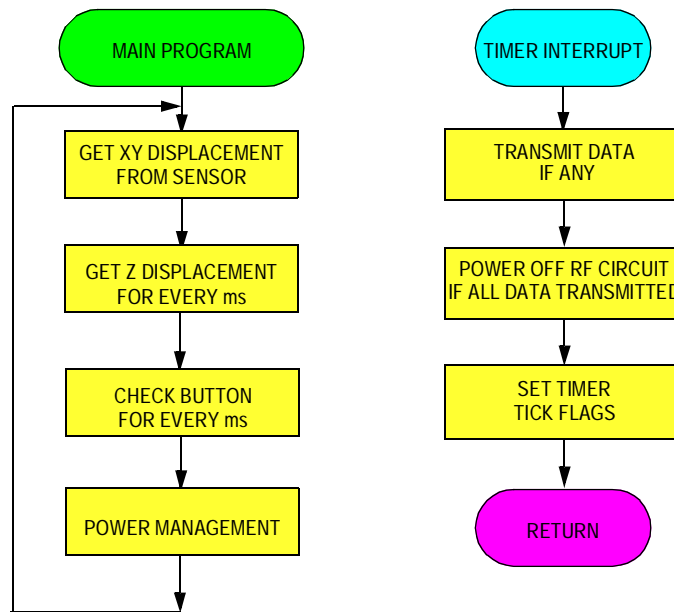 MAIN PROGRAM
GET XY DISPLACEMENT
FROM SENSOR
GET Z DISPLACEMENT
FOR EVERY ms
CHECK BUTTON
FOR EVERY ms
POWER MANAGEMENT
TIMER INTERRUPT
TRANSMIT DATA
IF ANY
POWER OFF RF CIRCUIT
IF ALL DATA TRANSMITTED
SET TIMER
TICK FLAGS
RETURN